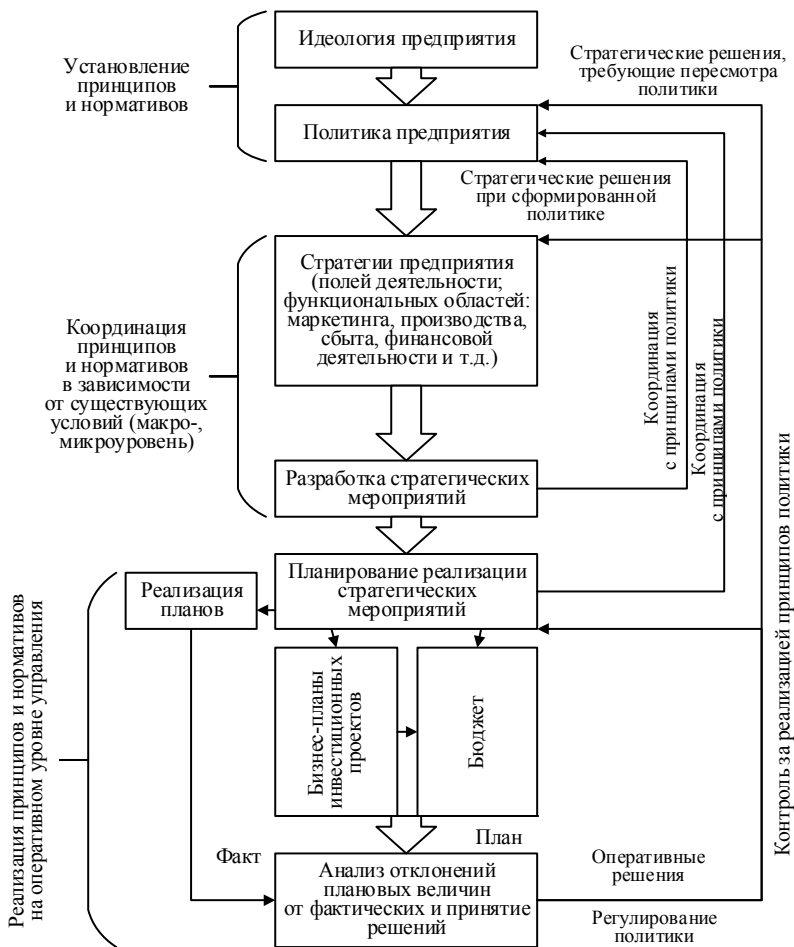 Идеология предприятия
Установление
принципов
и нормативов
Стратегические решения,
требующие пересмотра
политики
Политика предприятия
Стратегические решения
при сформированной
политике
Стратегии предприятия
(полей деятельности;
функциональных областей:
маркетинга, производства,
сбыта, финансовой
деятельности и т.д.)
Координация
принципов
и нормативов
в зависимости
от существующих
условий (макро-,
микроуровень)
Координация
с принципами политики
Координация
с принципами политики
Разработка стратегических
мероприятий
Планирование реализации
стратегических
мероприятий
Реализация
планов
Реализация принципов и нормативов
на оперативном уровне управления
Бизнес-планы
инвестиционных
проектов
Бюджет
Контроль за реализацией принципов политики
Факт
План
Анализ отклонений
плановых величин
от фактических и принятие
решений
Оперативные
решения
Регулирование
политики